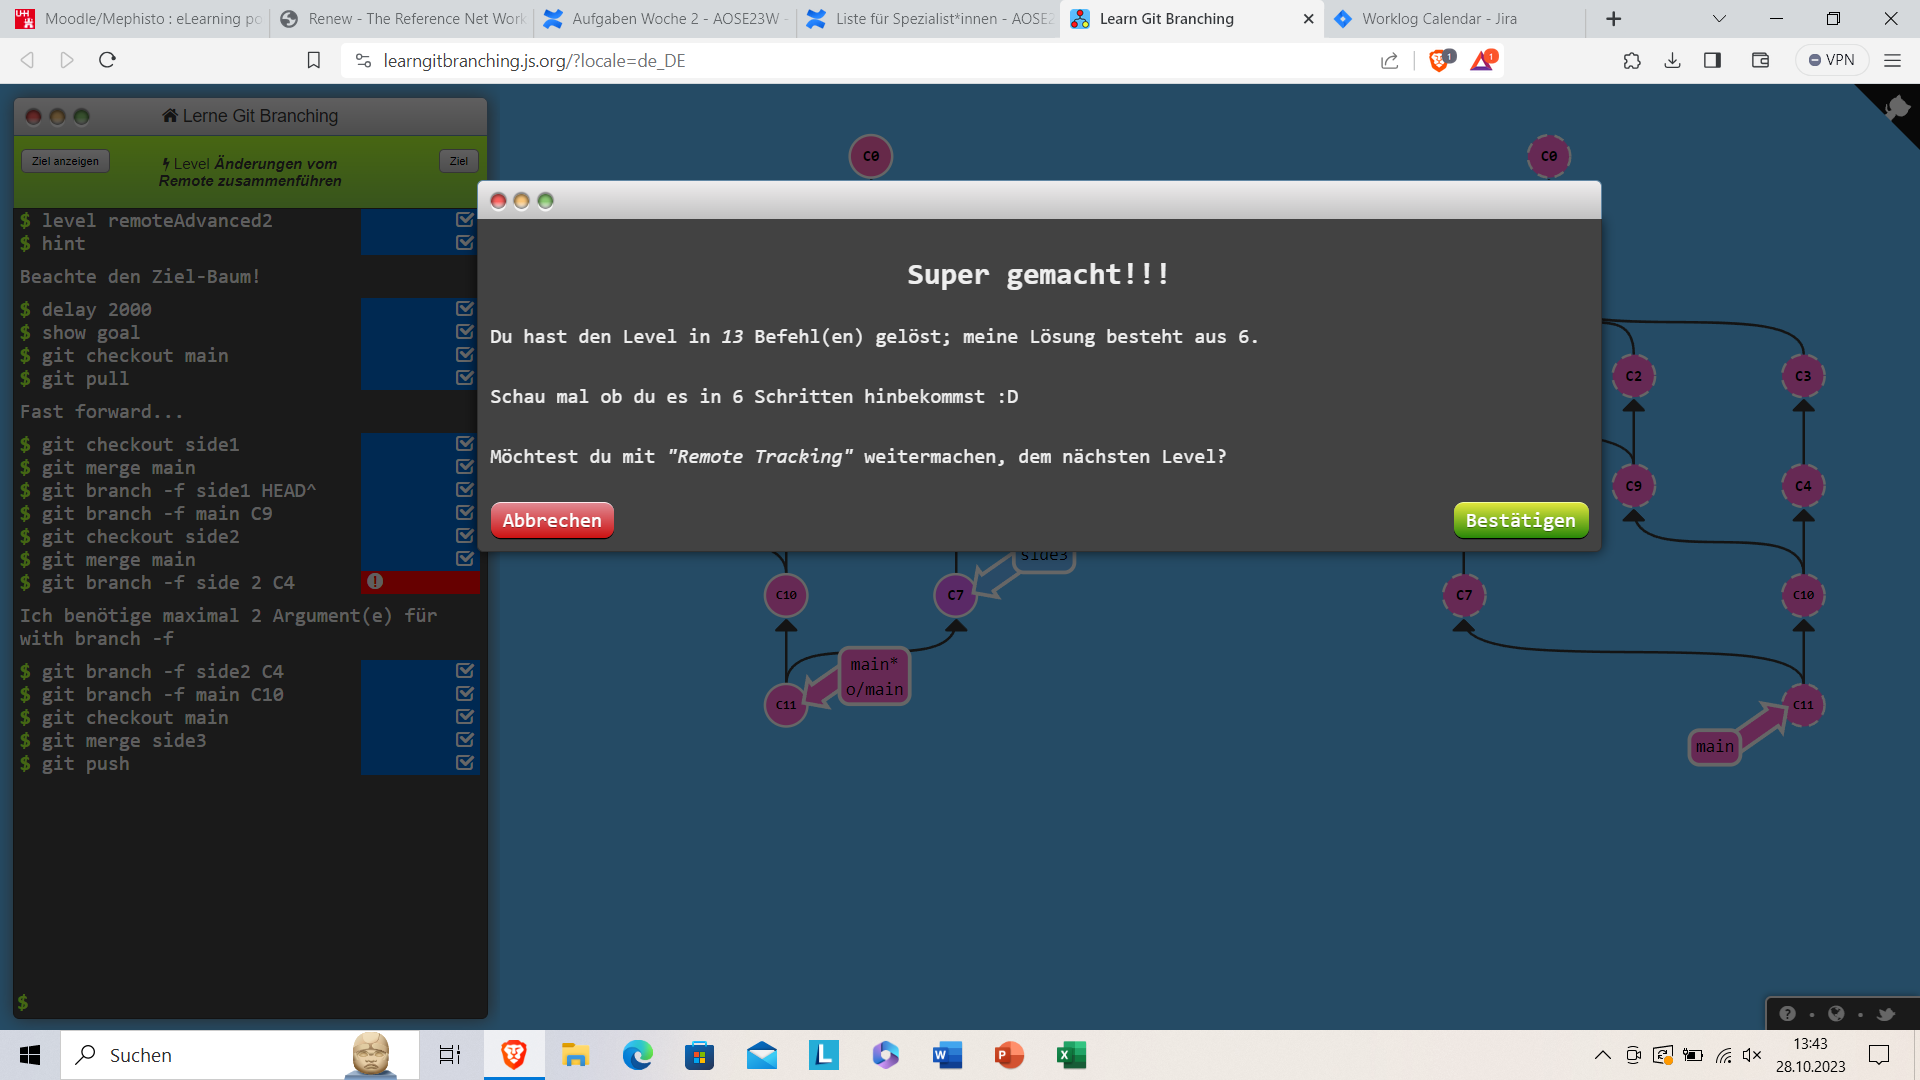 Moodle/Mephisto : eLearning po
Renew - The Reference Net Work
Aufgaben Woche 2 - AOSE23W -
Liste für Spezialist*innen - AOSE2
Learn Git Branching
Worklog Calendar - Jira
learngitbranching.js.org/?locale=de_DE
1
1
VPN
Lerne Git Branching
Ziel anzeigen
Level Änderungen vom
Remote zusammenführen
Ziel
$ level remoteAdvanced2
$ hint
Beachte den Ziel-Baum!
$ delay 2000
$ show goal
$ git checkout main
$ git pull
Fast forward...
$ git checkout side1
$ git merge main
$ git branch -f side1 HEAD^
$ git branch -f main C9
$ git checkout side2
$ git merge main
$ git branch -f side 2 C4
Ich benötige maximal 2 Argument(e) für
with branch -f
$ git branch -f side2 C4
$ git branch -f main C10
$ git checkout main
$ git merge side3
$ git push
$
C0
C0
Super gemacht!!!
Du hast den Level in 13 Befehl(en) gelöst; meine Lösung besteht aus 6.
Schau mal ob du es in 6 Schritten hinbekommst :D
Möchtest du mit "Remote Tracking" weitermachen, dem nächsten Level?
Abbrechen
Bestätigen
C2
C3
C9
C4
side3
C10
C7
C7
C10
main*
o/main
C11
C11
main
Suchen
13:43
28.10.2023